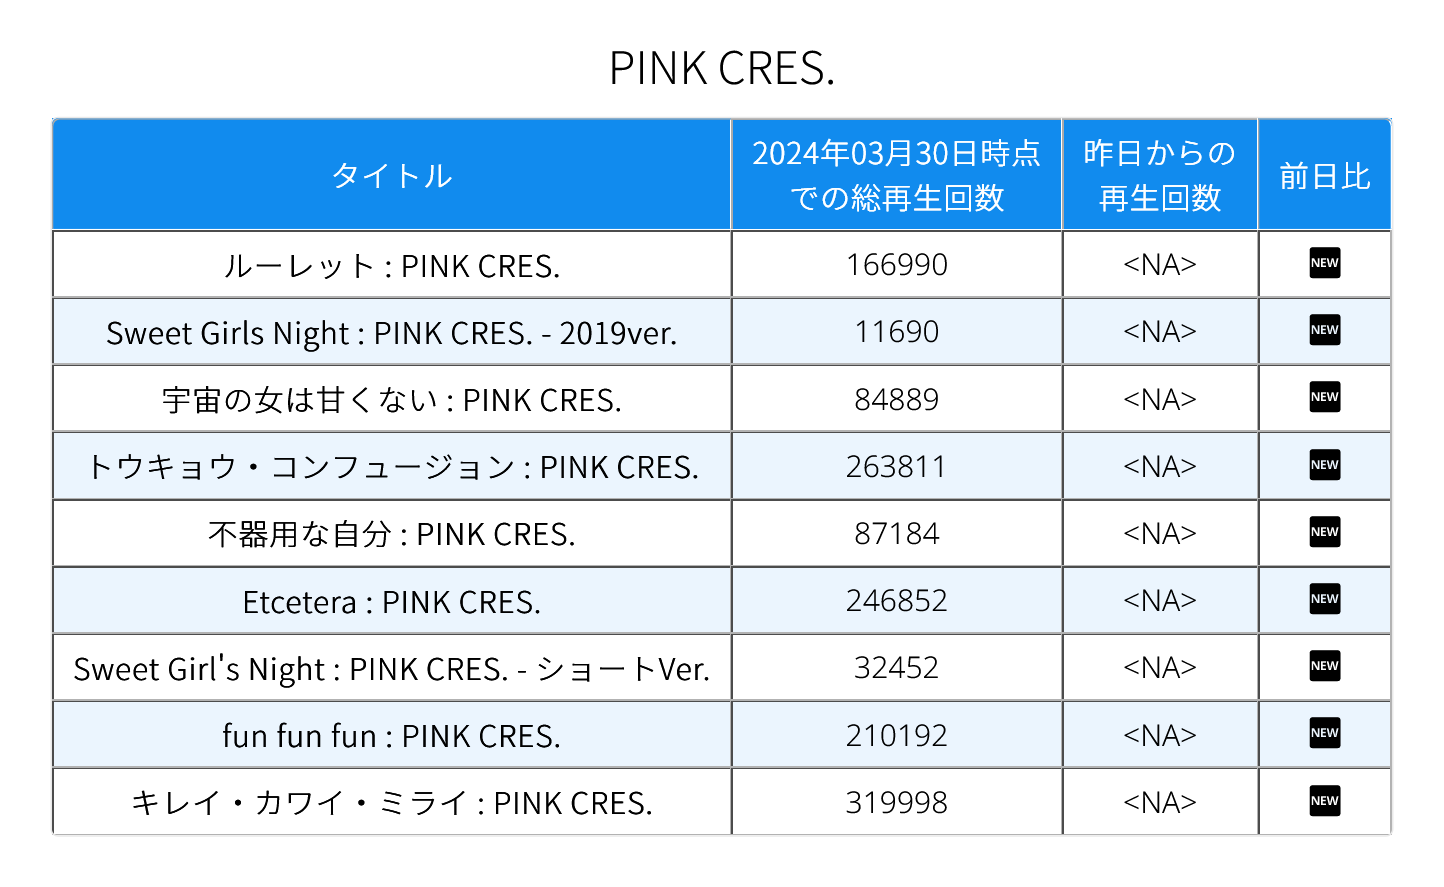 PINK CRES.
タイトル
2024年03月30日時点
での総再生回数
昨日からの
再生回数
前日比
ルーレット : PINK CRES.
166990
<NA>
NEW
Sweet Girls Night : PINK CRES. - 2019ver.
11690
<NA>
NEW
宇宙の女は甘くない : PINK CRES.
84889
<NA>
NEW
トウキョウ・コンフュージョン : PINK CRES.
263811
<NA>
NEW
不器用な自分 : PINK CRES.
87184
<NA>
NEW
Etcetera : PINK CRES.
246852
<NA>
NEW
Sweet Girl's Night : PINK CRES. - ショートVer.
32452
<NA>
NEW
fun fun fun : PINK CRES.
210192
<NA>
NEW
キレイ・カワイ・ミライ : PINK CRES.
319998
<NA>
NEW